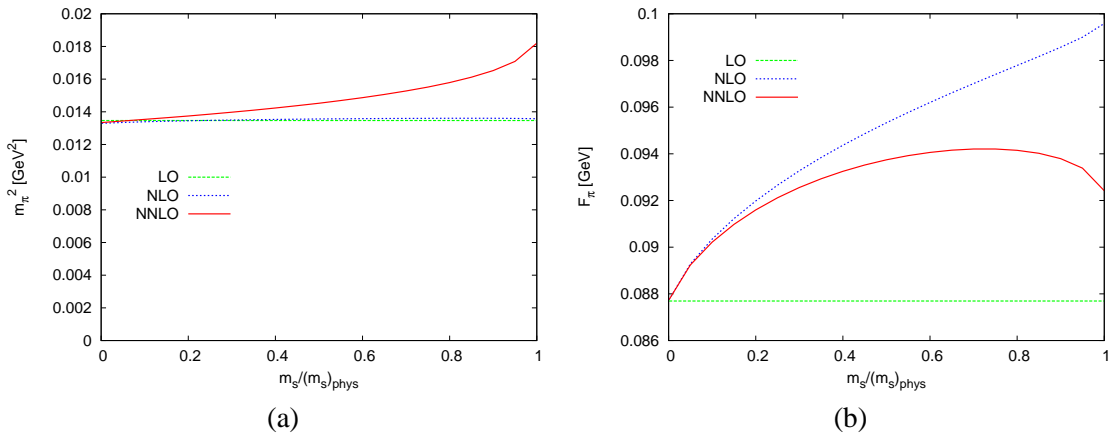 0.02
0.018
0.016
0.014
0.012
0.01
0.008
0.006
0.004
0.002
0
m_π^2 [GeV^2]
LO
NLO
NNLO
0 0.2 0.4 0.6 0.8 1
m_s/(m_s)_phys
(a)
0.1
0.098
0.096
0.094
0.092
0.09
0.088
0.086
F_π [GeV]
LO
NLO
NNLO
0 0.2 0.4 0.6 0.8 1
m_s/(m_s)_phys
(b)